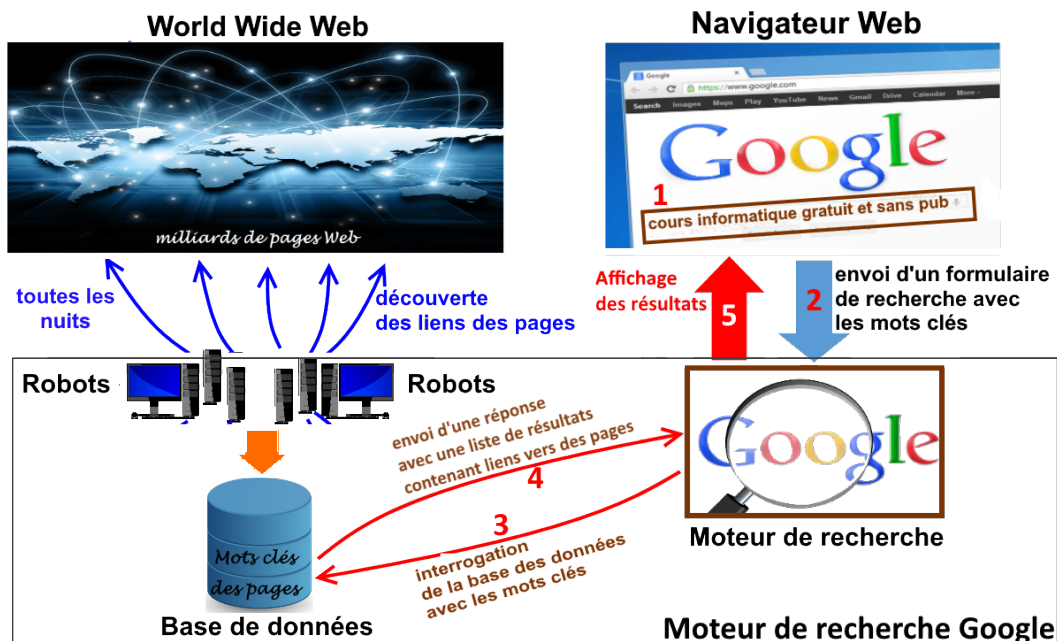 World Wide Web
milliards de pages Web
toutes les
nuits
découverte
des liens des pages
Navigateur Web
Google
https://www.google.com
Search Images Maps Play YouTube News Gmail Drive Calendar More
Google
1
cours informatique gratuit et sans pub
Affichage
des résultats
5
2
envoi d'un formulaire
de recherche avec
les mots clés
Robots
Robots
envoi d'une réponse
avec une liste de résultats
contenant liens vers des pages
4
3
interrogation
de la base des données
avec les mots clés
Mots clés
des pages
Base de données
Google
Moteur de recherche
Moteur de recherche Google